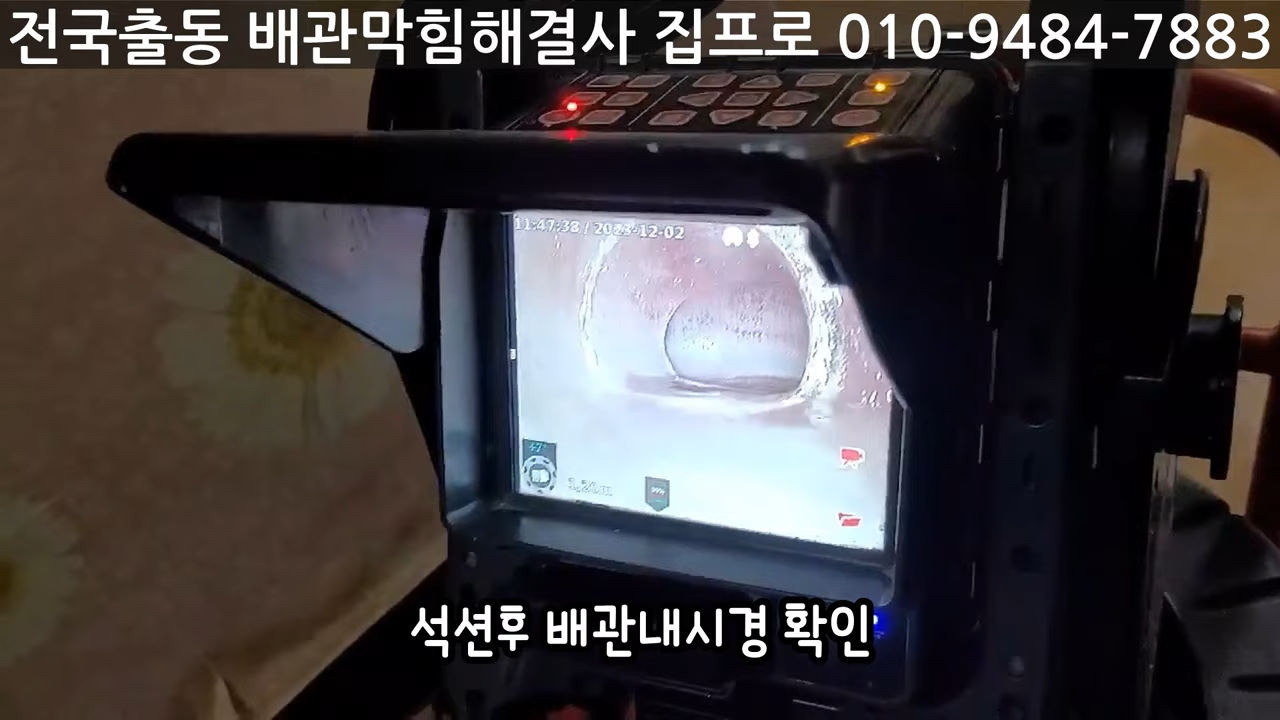 전국출동 배관막힘해결사 집프로 010-9484-7883
11:47:38 / 2023-12-02
석션후 배관내시경 확인